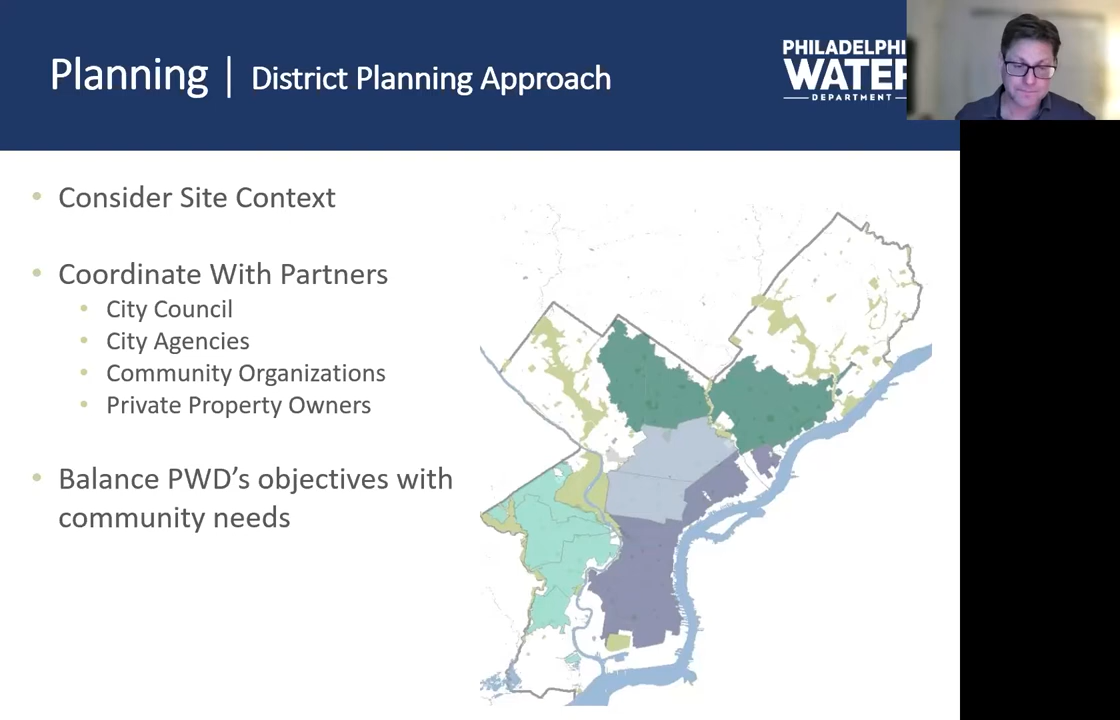 Planning | District Planning Approach
PHILADELPHI
WATER
DEPARTMENT
• Consider Site Context
• Coordinate With Partners
• City Council
• City Agencies
• Community Organizations
• Private Property Owners
• Balance PWD’s objectives with
community needs